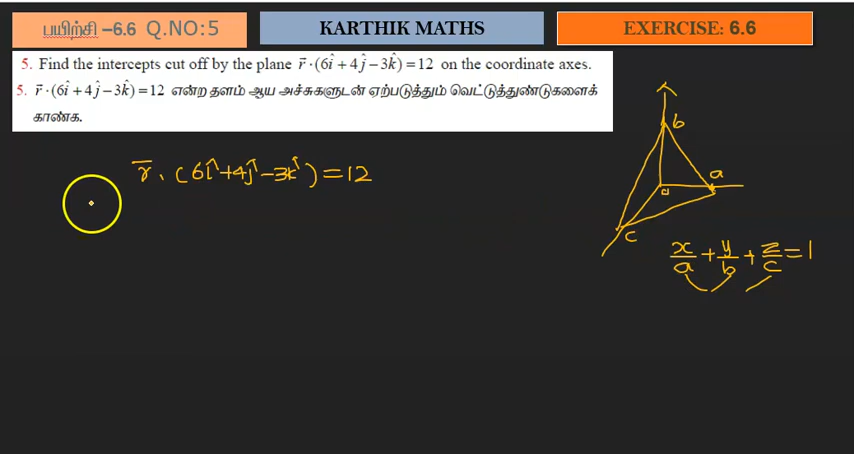 பயிற்சி –6.6 Q.NO:5
KARTHIK MATHS
EXERCISE: 6.6
5. Find the intercepts cut off by the plane r̄ · (6î + 4ĵ − 3k̂) = 12 on the coordinate axes.
5. r̄ · (6î + 4ĵ − 3k̂) = 12 என்ற தளம் ஆய அச்சுகளுடன் ஏற்படுத்தும் வெட்டுத்துண்டுகளைக்
காண்க.
r̄ . (6î + 4ĵ − 3k̂) = 12
b
a
o
c
x/a + y/b + z/c = 1